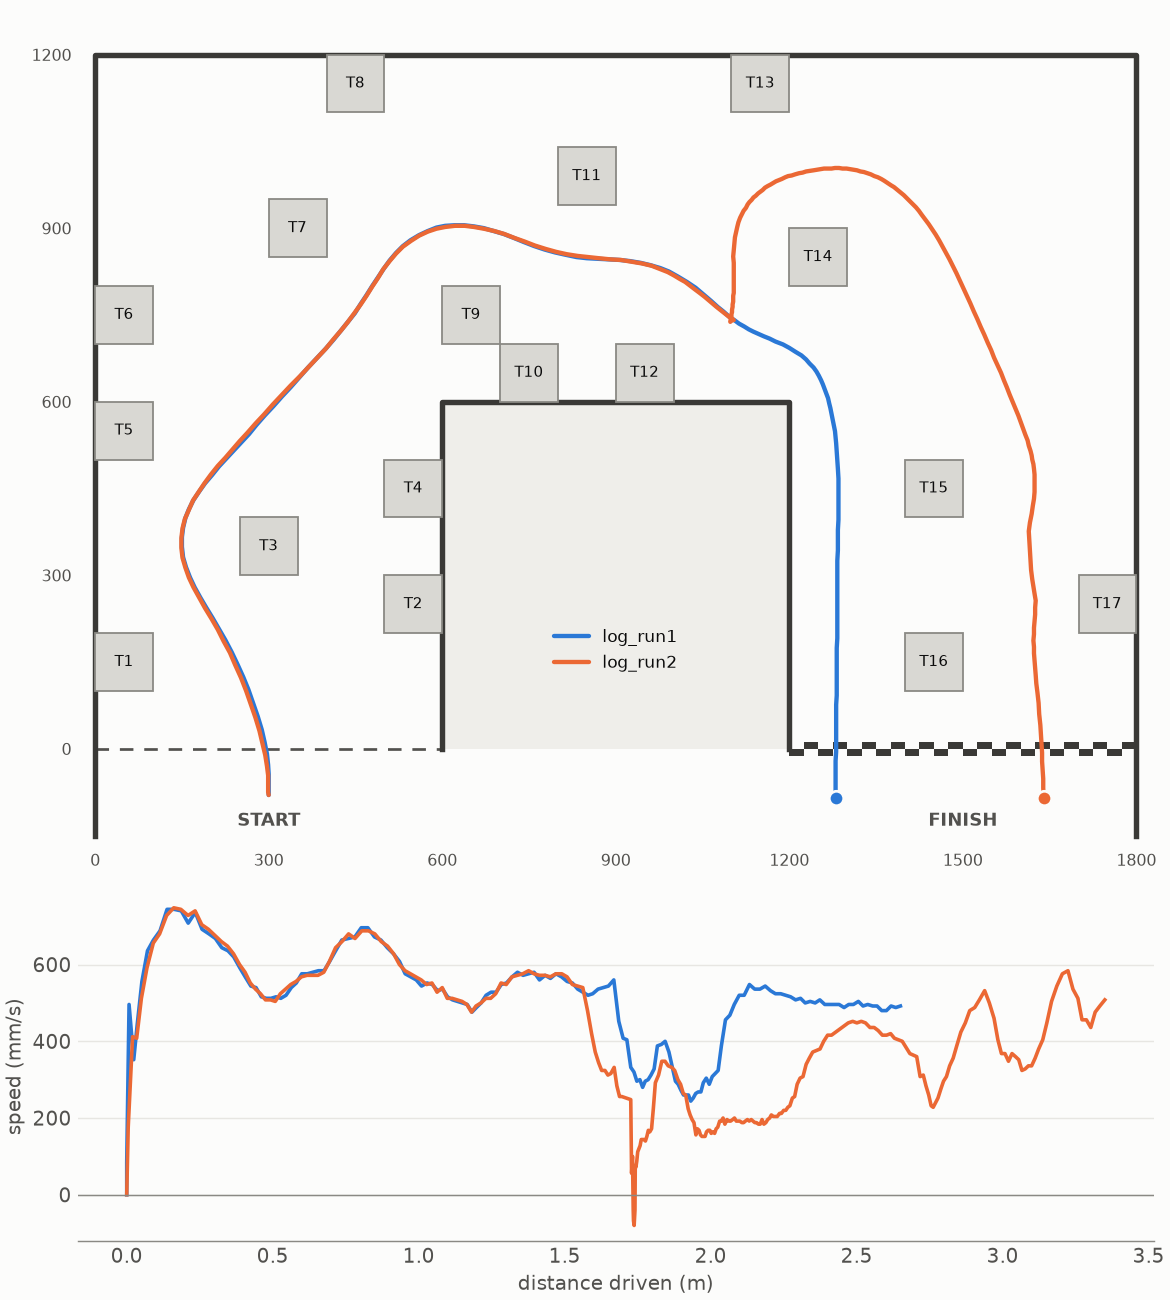 1200
T8
T13
T11
T7
900
T14
T6
T9
T10
T12
600
T5
T4
T15
T3
300
T2
T17
log_run1
T1
log_run2
T16
0
START
FINISH
0
300
600
900
1200
1500
1800
600
400
200
0
speed (mm/s)
0.0
0.5
1.0
1.5
2.0
2.5
3.0
3.5
distance driven (m)